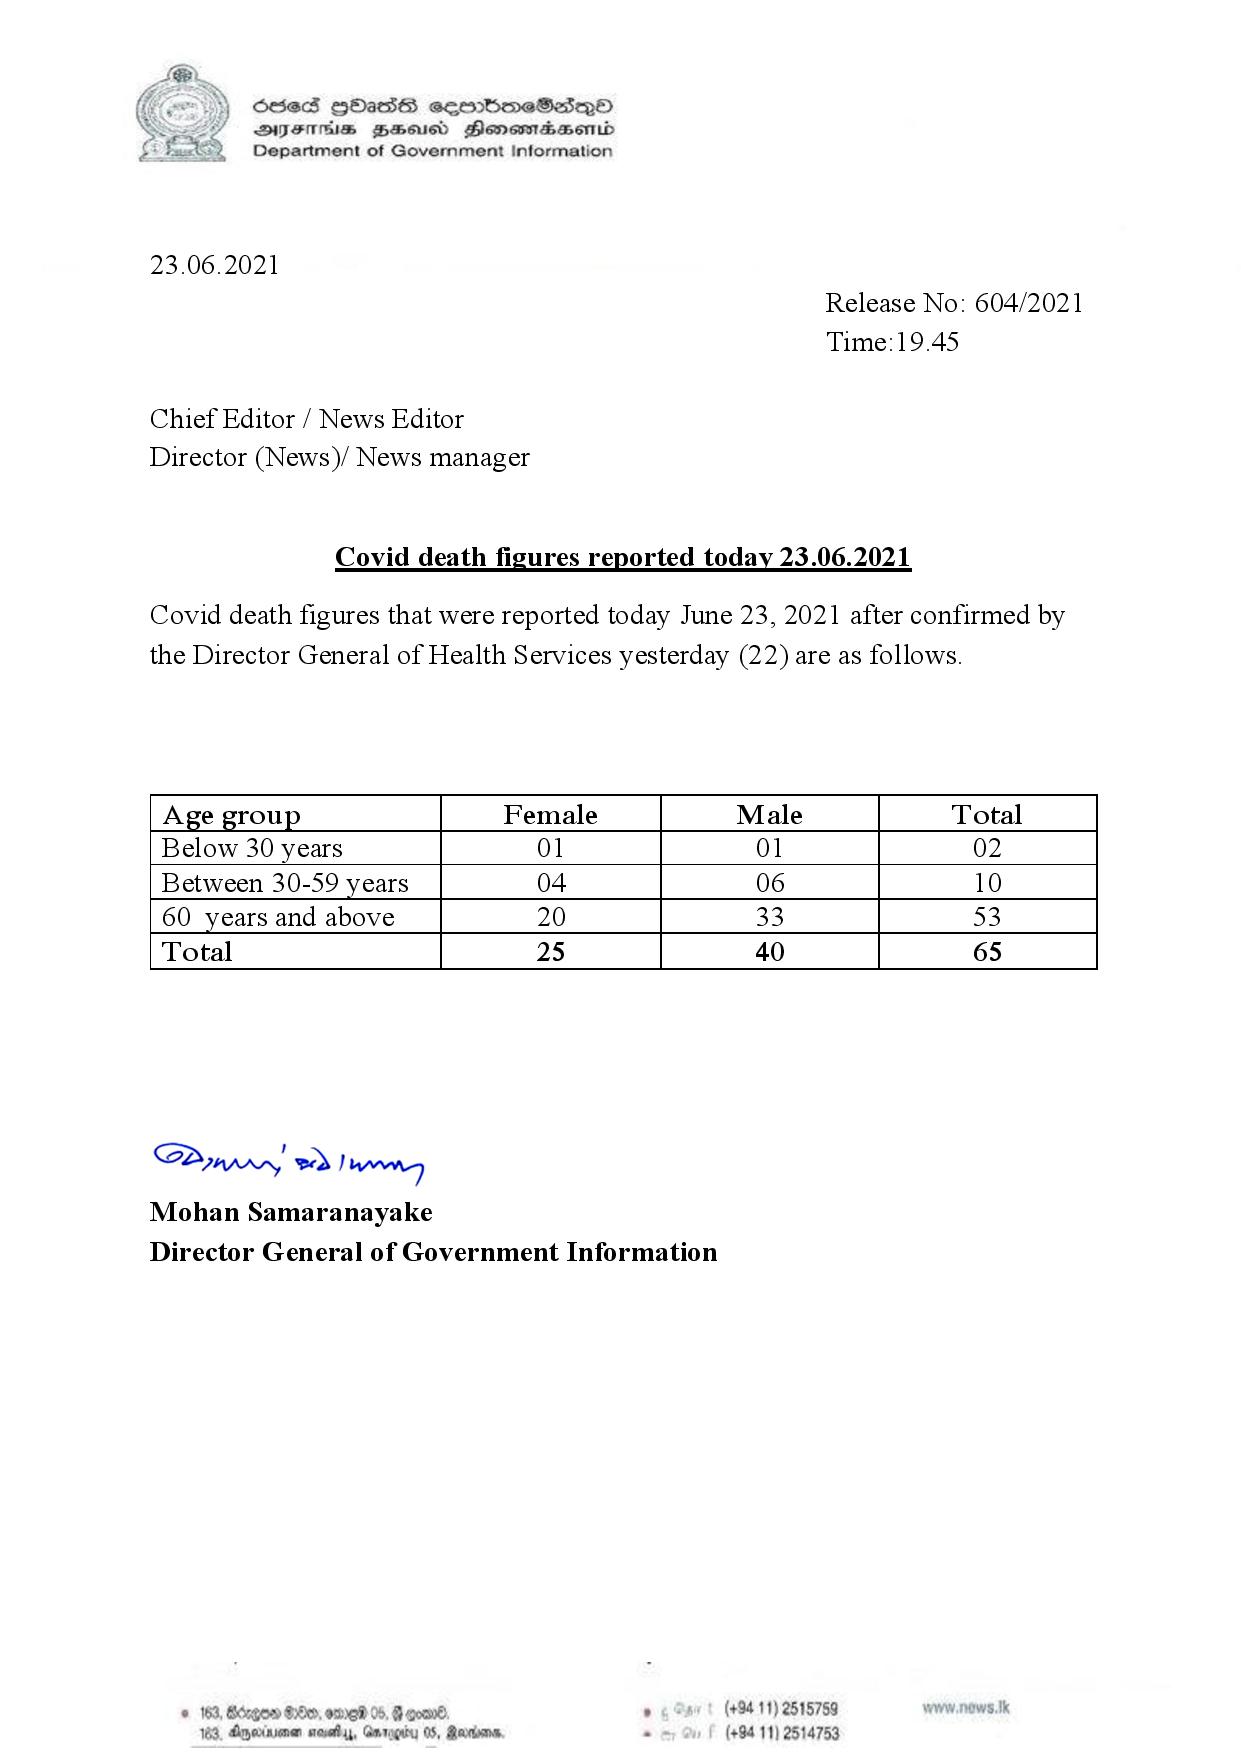 රජයේ ප්‍රවෘත්ති දෙපාර්තමේන්තුව
அரசாங்க தகவல் திணைக்களம்
Department of Government Information
23.06.2021
Release No: 604/2021
Time:19.45
Chief Editor / News Editor
Director (News)/ News manager
Covid death figures reported today 23.06.2021
Covid death figures that were reported today June 23, 2021 after confirmed by
the Director General of Health Services yesterday (22) are as follows.
Age group Female Male Total
Below 30 years 01 01 02
Between 30-59 years 04 06 10
60 years and above 20 33 53
Total 25 40 65
Mohan Samaranayake
Director General of Government Information
163, කිරුලපන මාවත, කොළඹ 05, ශ්‍රී ලංකාව.
163, கிருலப்பனை எவனியூ, கொழும்பு 05, இலங்கை.
(+94 11) 2515759
(+94 11) 2514753
www.news.lk